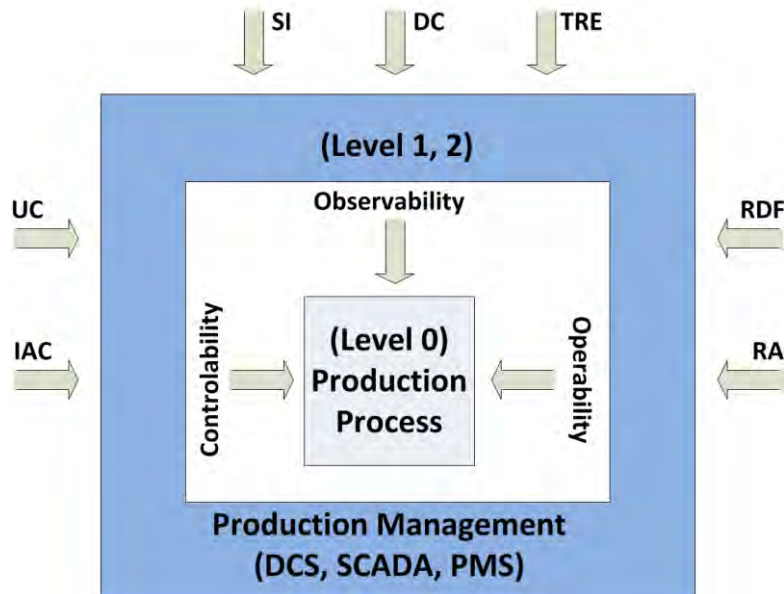 SI
DC
TRE
(Level 1, 2)
UC
Observability
RDF
IAC
Controlability
(Level 0)
Production
Process
Operability
RA
Production Management
(DCS, SCADA, PMS)